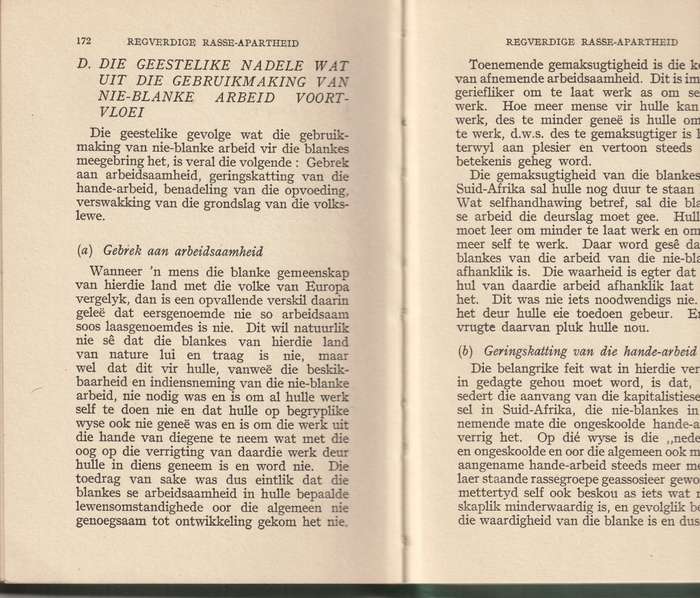 172 REGVERDIGE RASSE-APARTHEID
D. DIE GEESTELIKE NADELE WAT
UIT DIE GEBRUIKMAKING VAN
NIE-BLANKE ARBEID VOORT-
VLOEI
Die geestelike gevolge wat die gebruik-
making van nie-blanke arbeid vir die blankes
meegebring het, is veral die volgende : Gebrek
aan arbeidsaamheid, geringskatting van die
hande-arbeid, benadeling van die opvoeding,
verswakking van die grondslag van die volks-
lewe.
(a) Gebrek aan arbeidsaamheid
Wanneer 'n mens die blanke gemeenskap
van hierdie land met die volke van Europa
vergelyk, dan is een opvallende verskil daarin
geleë dat eersgenoemde nie so arbeidsaam
soos laasgenoemdes is nie. Dit wil natuurlik
nie sê dat die blankes van hierdie land
van nature lui en traag is nie, maar
wel dat dit vir hulle, vanweë die beskik-
baarheid en indiensneming van die nie-blanke
arbeid, nie nodig was en is om al hulle werk
self te doen nie en dat hulle op begryplike
wyse ook nie geneë was en is om die werk uit
die hande van diegene te neem wat met die
oog op die verrigting van daardie werk deur
hulle in diens geneem is en word nie. Die
toedrag van sake was dus eintlik dat die
blankes se arbeidsaamheid in hulle bepaalde
lewensomstandighede oor die algemeen nie
genoegsaam tot ontwikkeling gekom het nie.
REGVERDIGE RASSE-APARTHEID
Toenemende gemaksugtigheid is die
van afnemende arbeidsaamheid. Dit is
geriefliker om te laat werk as om
werk. Hoe meer mense vir hulle kan
werk, des te minder geneë is hulle om
te werk, d.w.s. des te gemaksugtiger is
terwyl aan plesier en vertoon steeds
betekenis geheg word.
Die gemaksugtigheid van die blankes
Suid-Afrika sal hulle nog duur te staan
Wat selfhandhawing betref, sal die
se arbeid die deurslag moet gee.
moet leer om minder te laat werk en om
meer self te werk. Daar word gesê
blankes van die arbeid van die
afhanklik is. Die waarheid is egter dat
hul van daardie arbeid afhanklik laat
het. Dit was nie iets noodwendigs nie.
het deur hulle eie toedoen gebeur.
vrugte daarvan pluk hulle nou.
(b) Geringskatting van die hande-arbeid
Die belangrike feit wat in hierdie
in gedagte gehou moet word, is dat,
sedert die aanvang van die kapitalistiese
sel in Suid-Afrika, die nie-blankes in
nemende mate die ongeskoolde
verrig het. Op dié wyse is die
en ongeskoolde en oor die algemeen ook
aangename hande-arbeid steeds meer
laer staande rassegroepe geassosieer
mettertyd self ook beskou as iets wat
skaplik minderwaardig is, en gevolglik
die waardigheid van die blanke is en dus